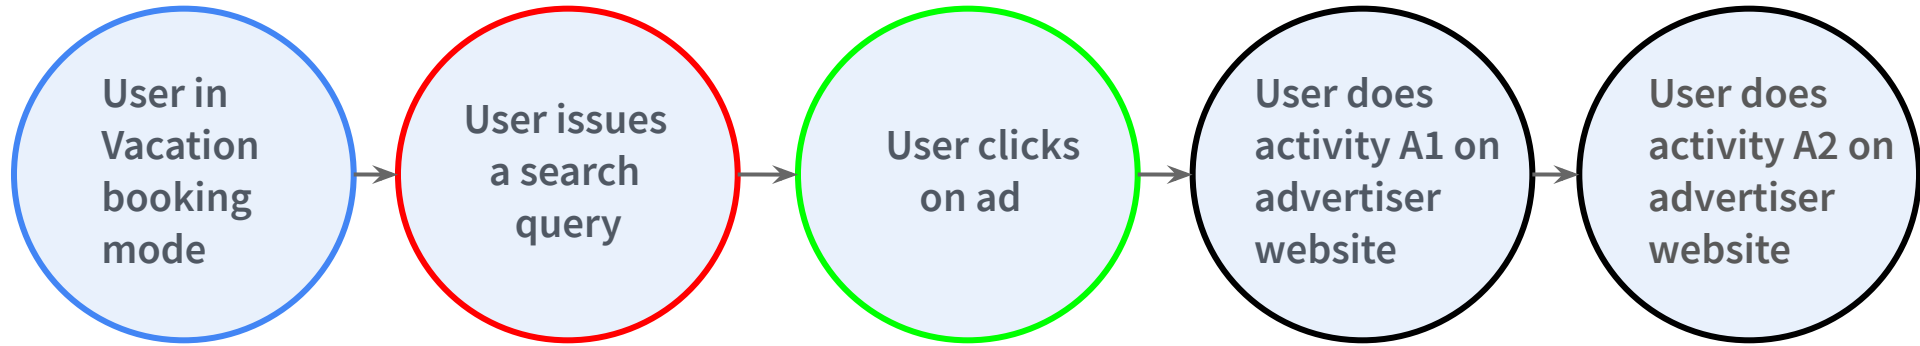 User in
Vacation
booking
mode
User issues
a search
query
User clicks
on ad
User does
activity A1 on
advertiser
website
User does
activity A2 on
advertiser
website